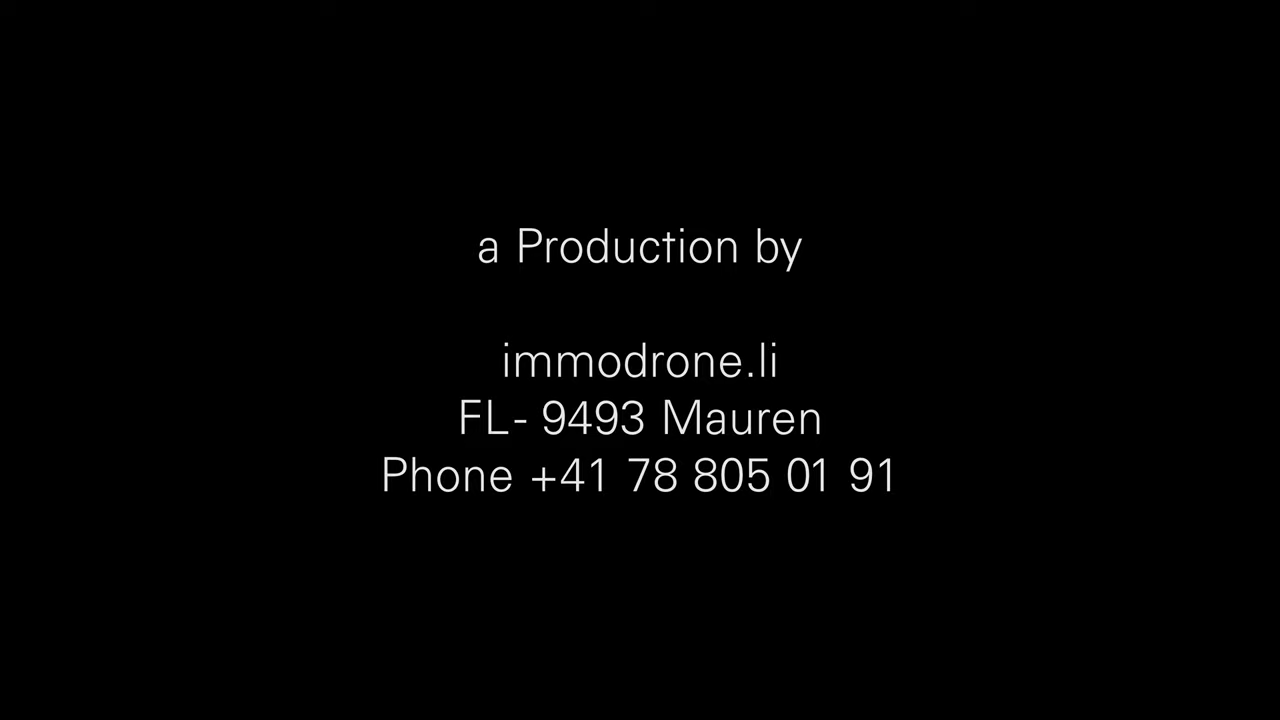 a Production by
immodrone.li
FL- 9493 Mauren
Phone +41 78 805 01 91